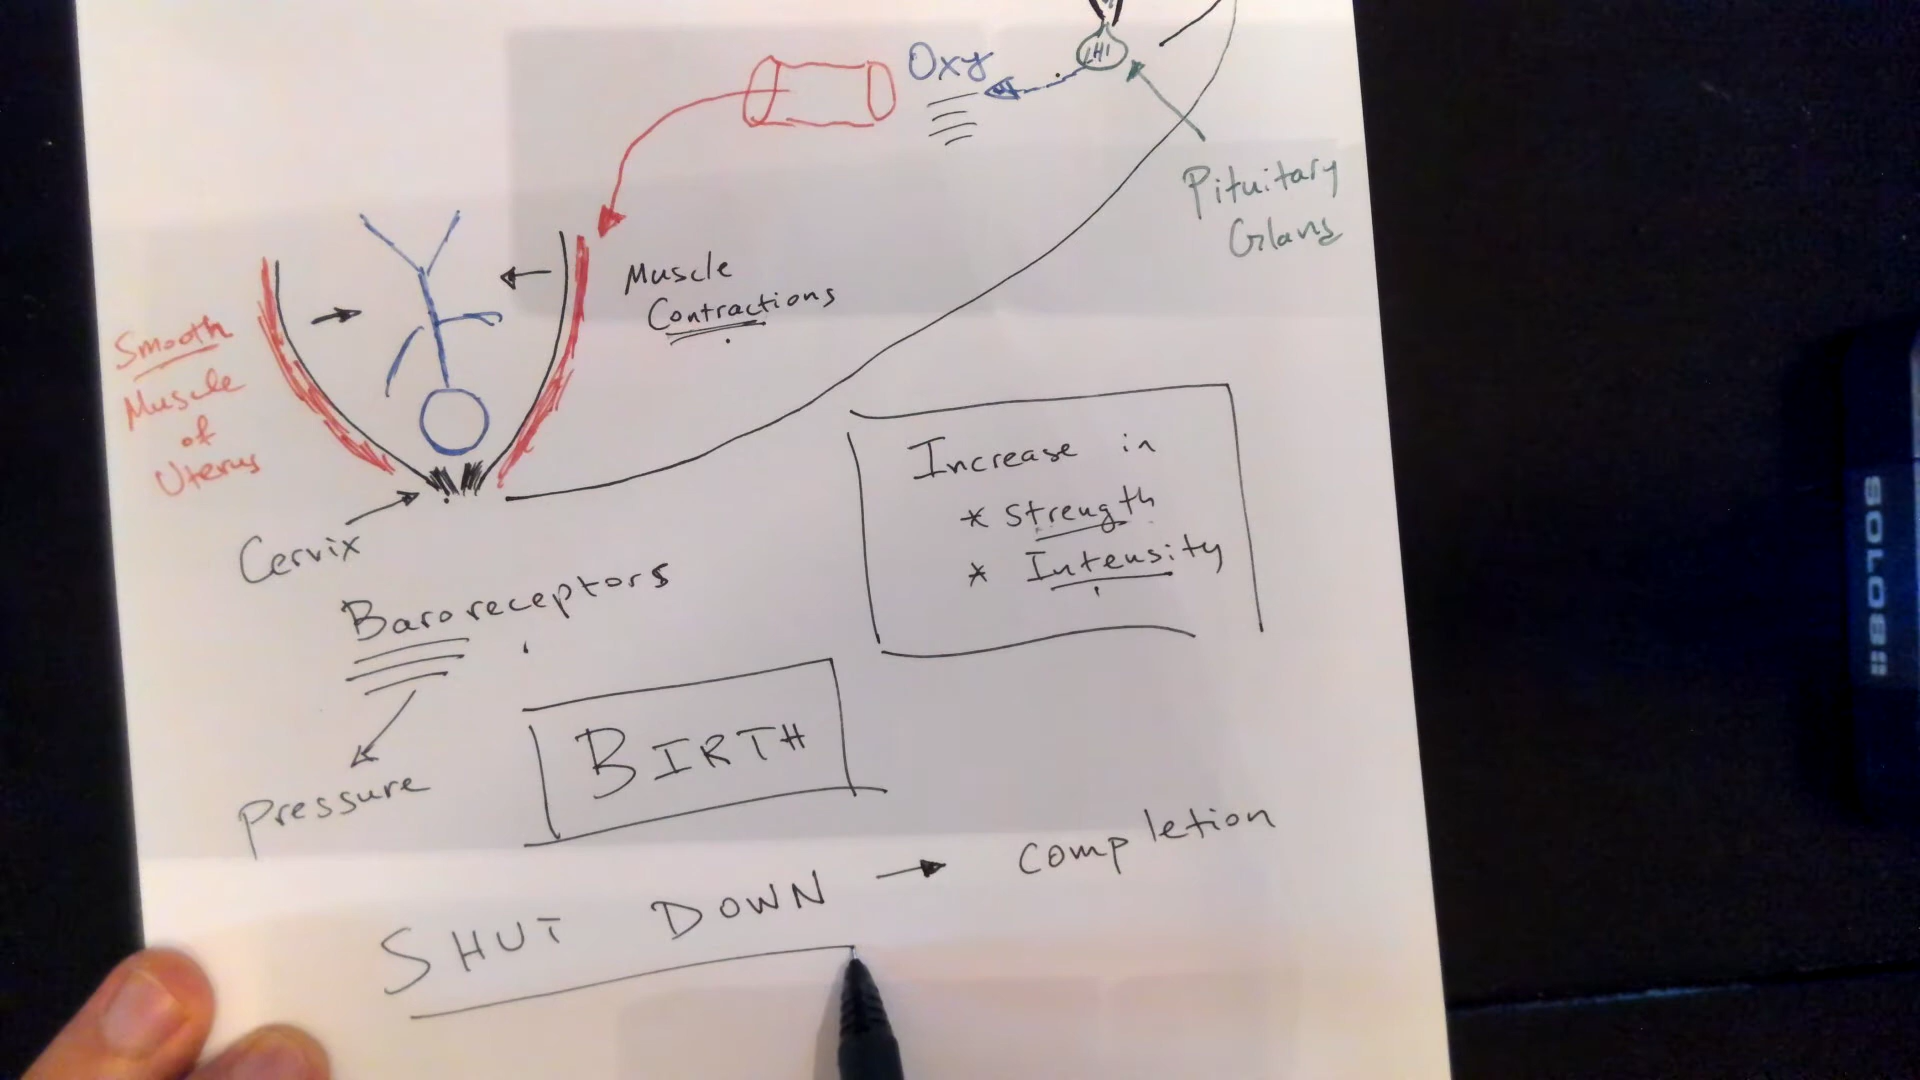 Oxy
Pituitary
Glans
Muscle
Contractions
Smooth
Muscle
of
Uterus
Cervix
Baroreceptors
Pressure
Increase in
* Strength
* Intensity
BIRTH
SHUT DOWN → completion
SOLO8